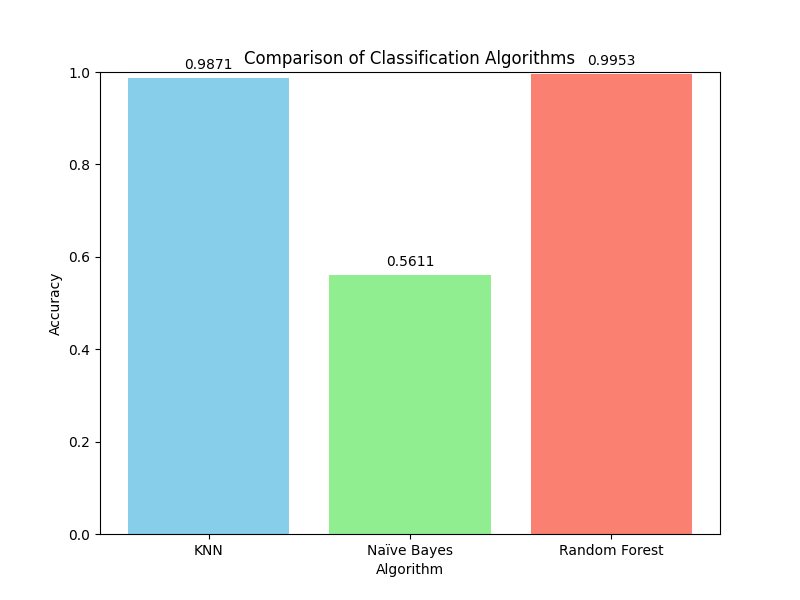 Comparison of Classification Algorithms
0.9871
0.9953
0.5611
1.0
0.8
0.6
0.4
0.2
0.0
Accuracy
KNN
Naïve Bayes
Random Forest
Algorithm